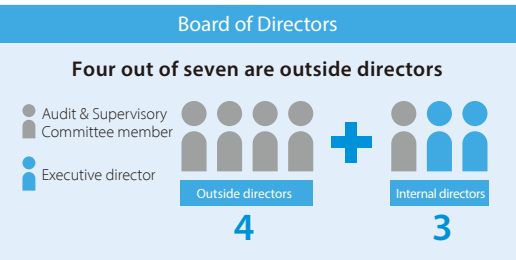 Board of Directors
Four out of seven are outside directors
Audit & Supervisory
Committee member
Executive director
Outside directors
4
Internal directors
3